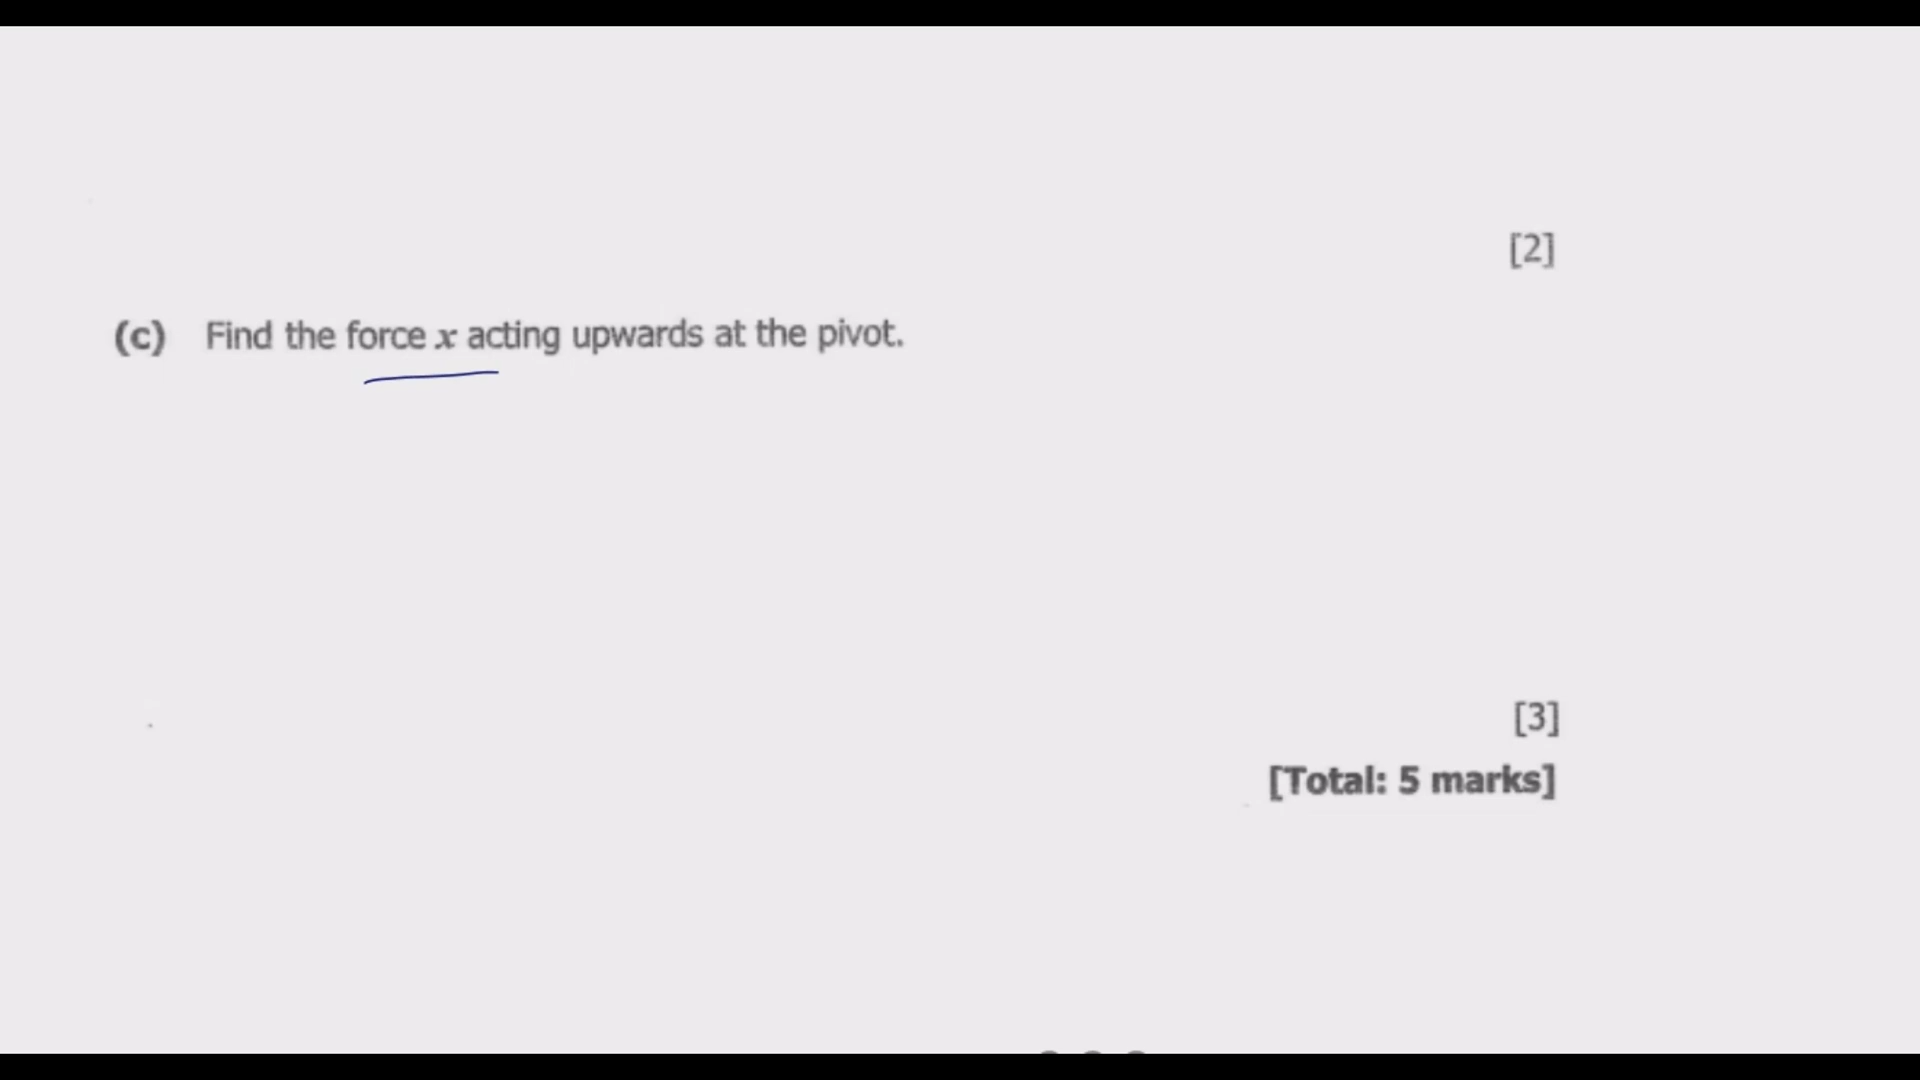 [2]
(c) Find the force x acting upwards at the pivot.
[3]
[Total: 5 marks]